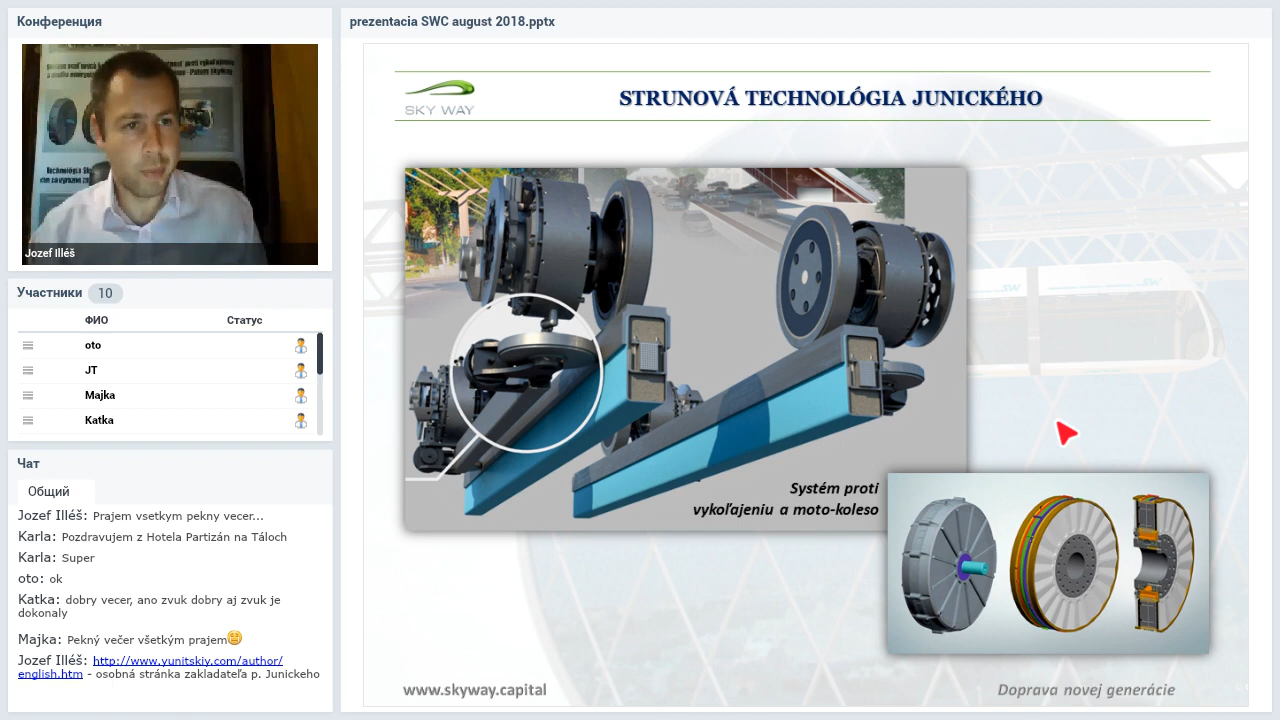 Конференция
Jozef Illéš
Участники 10
ФИО Статус
oto
JT
Majka
Katka
Чат
Общий
Jozef Illéš: Prajem vsetkym pekny vecer...
Karla: Pozdravujem z Hotela Partizán na Táloch
Karla: Super
oto: ok
Katka: dobry vecer, ano zvuk dobry aj zvuk je
dokonaly
Majka: Pekný večer všetkým prajem
Jozef Illéš: http://www.yunitskiy.com/author/
english.htm - osobná stránka zakladateľa p. Junickeho
prezentacia SWC august 2018.pptx
SKY WAY
STRUNOVÁ TECHNOLÓGIA JUNICKÉHO
SW
SW
Systém proti
vykoľajeniu a moto-koleso
www.skyway.capital
Doprava novej generácie